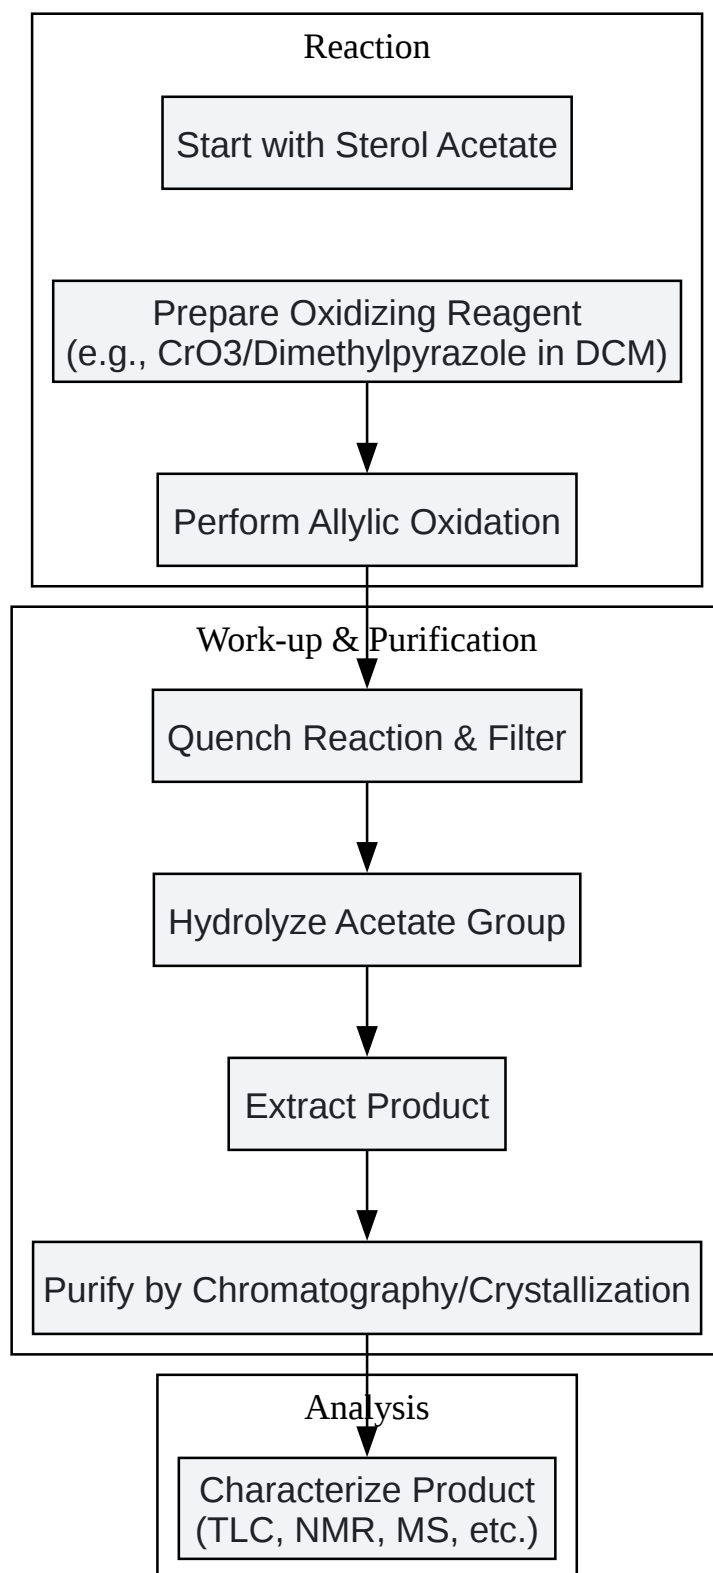 Reaction
Start with Sterol Acetate
Prepare Oxidizing Reagent
(e.g., CrO3/Dimethylpyrazole in DCM)
Perform Allylic Oxidation
Work-up & Purification
Quench Reaction & Filter
Hydrolyze Acetate Group
Extract Product
Purify by Chromatography/Crystallization
Analysis
Characterize Product
(TLC, NMR, MS, etc.)